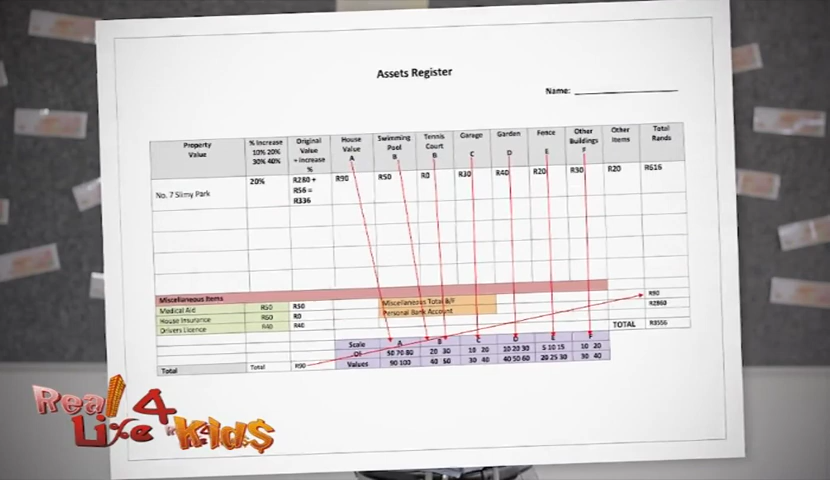 Assets Register
Name:
Property Value
% Increase 10% 20% 30% 40%
Original Value + increase %
House Value A
Swimming Pool B
Tennis Court B
Garage C
Garden D
Fence E
Other Buildings F
Other Items
Total Rands
No. 7 Slimy Park 20% R280 + R56 = R336 R90 R50 R0 R30 R40 R20 R30 R20 R616
Miscellaneous Items
Medical Aid R50 R50
House Insurance R60 R0
Drivers Licence R40 R40
Miscellaneous Total B/F R90
Personal Bank Account R2860
TOTAL R3556
Scale Of Values
A 50 70 80 90 100
B 20 30 40 50
C 10 20 30 40
D 10 20 30 40 50 60
E 5 10 15 20 25 30
F 10 20 30 40
Total Total R90
Real Life 4 Kid$